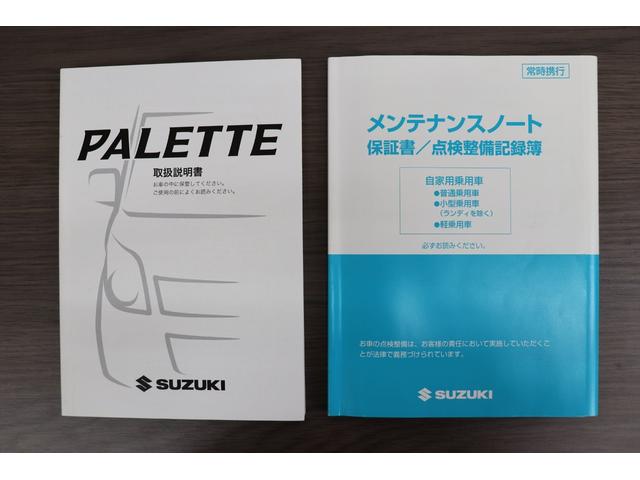 PALETTE
取扱説明書
お車の中に保管してください。
ご使用の前によくお読みください。
SUZUKI
常時携行
メンテナンスノート
保証書／点検整備記録簿
自家用乗用車
●普通乗用車
●小型乗用車
（ランディを除く）
●軽乗用車
必ずお読みください。
お車の点検整備は、お客様の責任において実施していただくこ
とが法律で義務づけられています。
SUZUKI